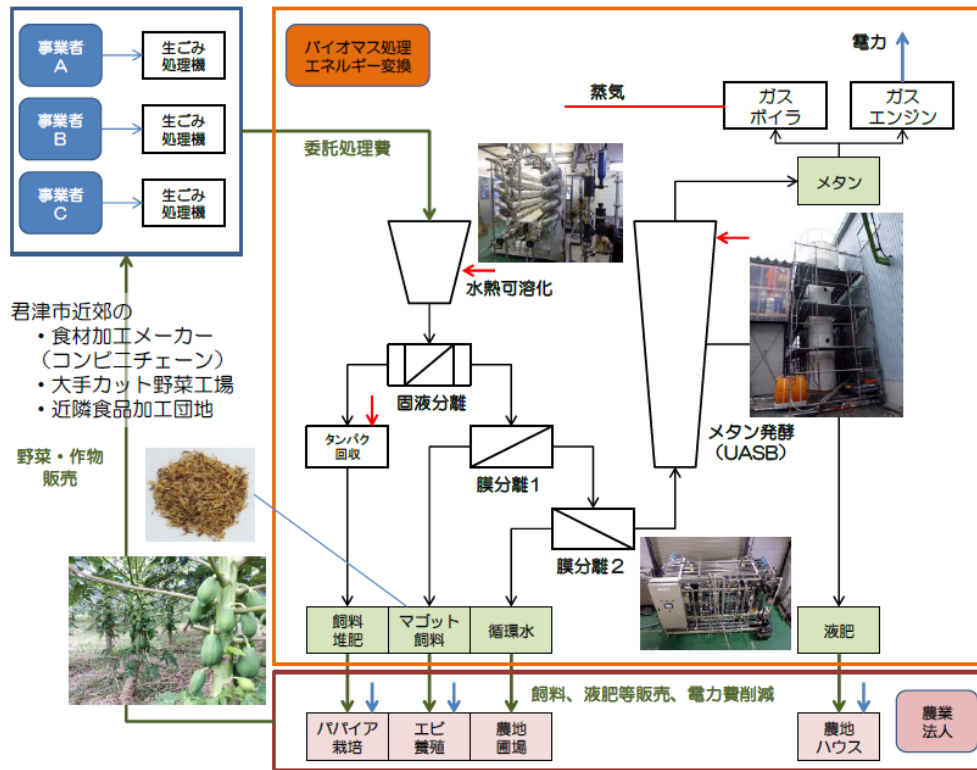 事業者
A
生ごみ
処理機
事業者
B
生ごみ
処理機
事業者
C
生ごみ
処理機
君津市近郊の
・食材加工メーカー
（コンビニチェーン）
・大手カット野菜工場
・近隣食品加工団地
野菜・作物
販売
バイオマス処理
エネルギー変換
委託処理費
蒸気
電力
ガス
ボイラ
ガス
エンジン
メタン
水熱可溶化
固液分離
タンパク
回収
膜分離1
膜分離2
メタン発酵
（UASB）
飼料
堆肥
マゴット
飼料
循環水
液肥
飼料、液肥等販売、電力費削減
パパイア
栽培
エビ
養殖
農地
圃場
農地
ハウス
農業
法人